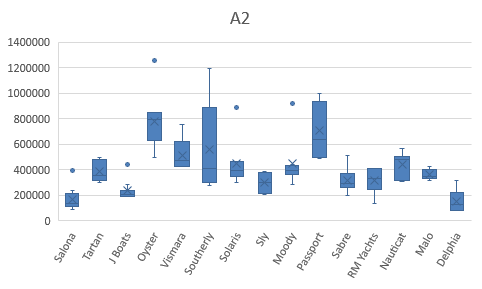 A2
1400000
1200000
1000000
800000
600000
400000
200000
0
Salona
Tartan
J Boats
Oyster
Vismara
Southerly
Solaris
Sly
Moody
Passport
Sabre
RM Yachts
Nauticat
Malo
Delphia